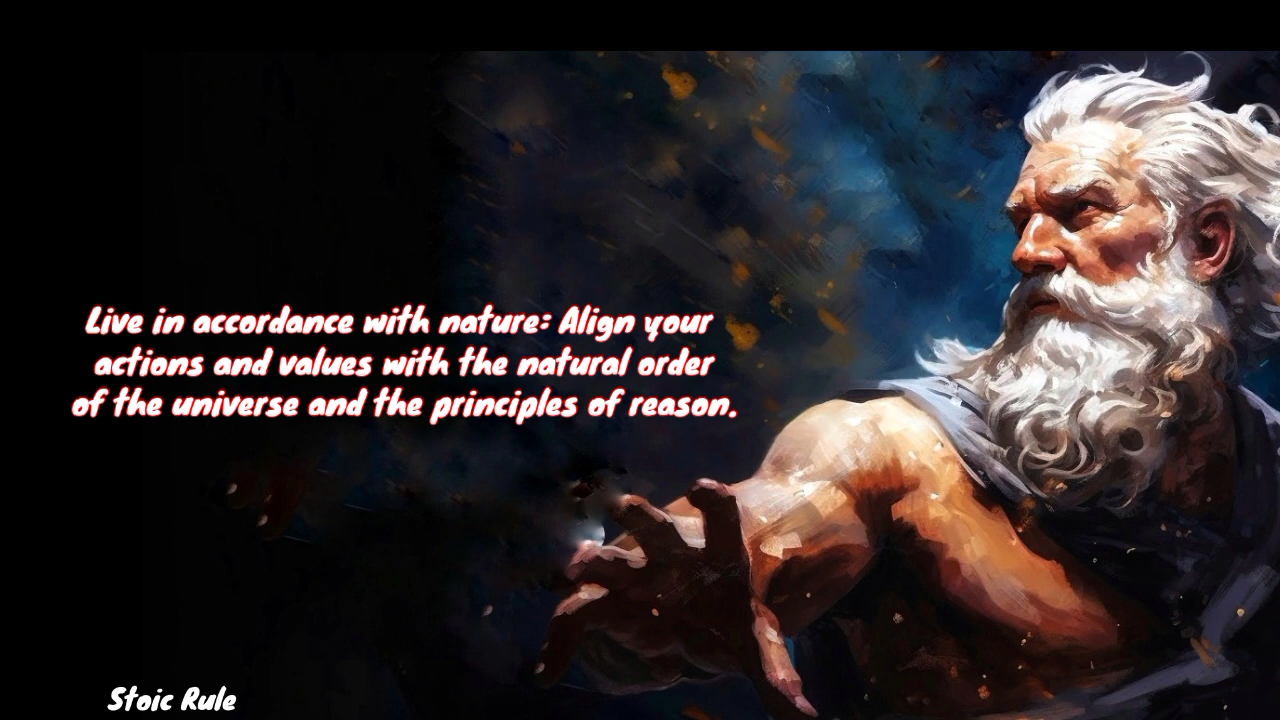 Live in accordance with nature: Align your
actions and values with the natural order
of the universe and the principles of reason.
Stoic Rule